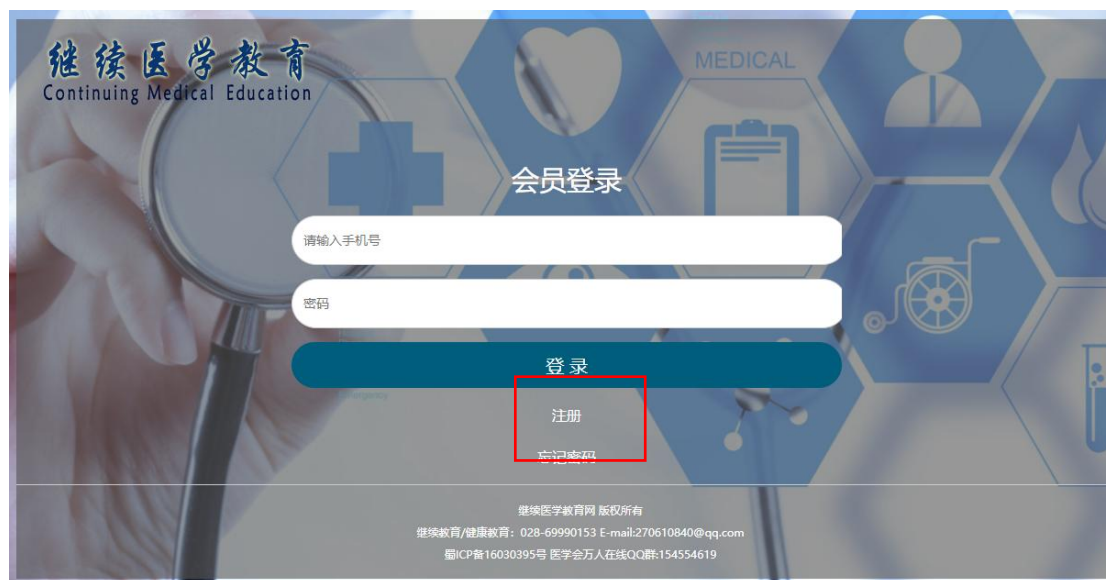 继续医学教育
Continuing Medical Education
MEDICAL
会员登录
请输入手机号
密码
登 录
注册
忘记密码
继续医学教育网 版权所有
继续教育/健康教育：028-69990153 E-mail:270610840@qq.com
蜀ICP备16030395号 医学会万人在线QQ群:154554619